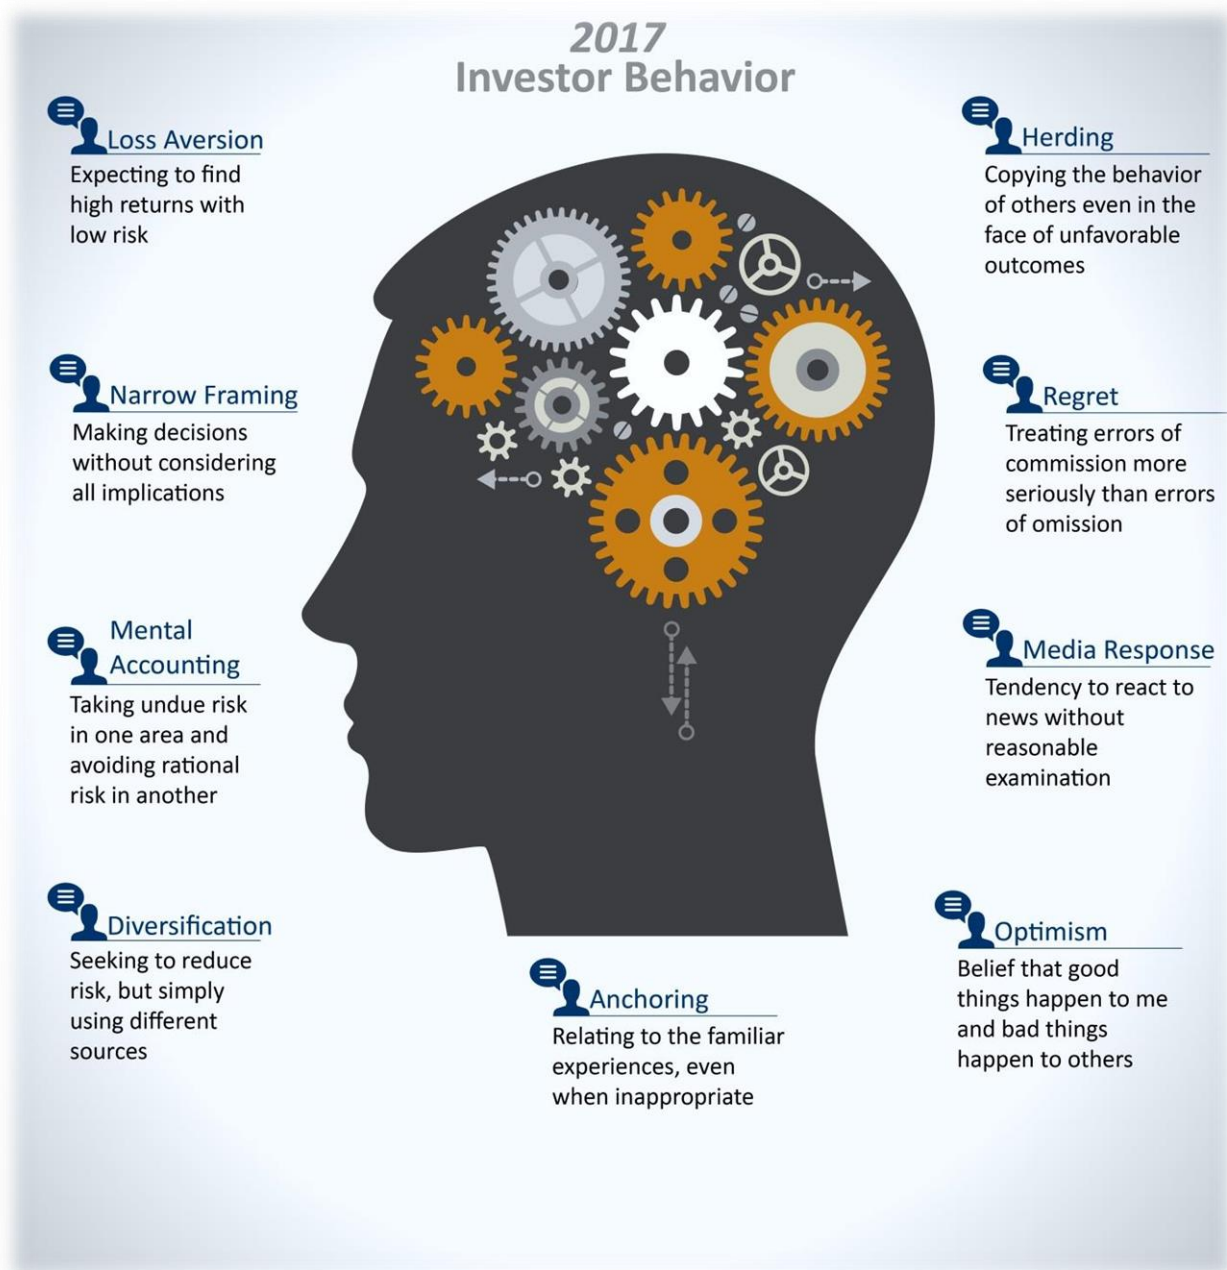 2017
Investor Behavior
Loss Aversion
Expecting to find
high returns with
low risk
Narrow Framing
Making decisions
without considering
all implications
Mental
Accounting
Taking undue risk
in one area and
avoiding rational
risk in another
Diversification
Seeking to reduce
risk, but simply
using different
sources
Anchoring
Relating to the familiar
experiences, even
when inappropriate
Herding
Copying the behavior
of others even in the
face of unfavorable
outcomes
Regret
Treating errors of
commission more
seriously than errors
of omission
Media Response
Tendency to react to
news without
reasonable
examination
Optimism
Belief that good
things happen to me
and bad things
happen to others